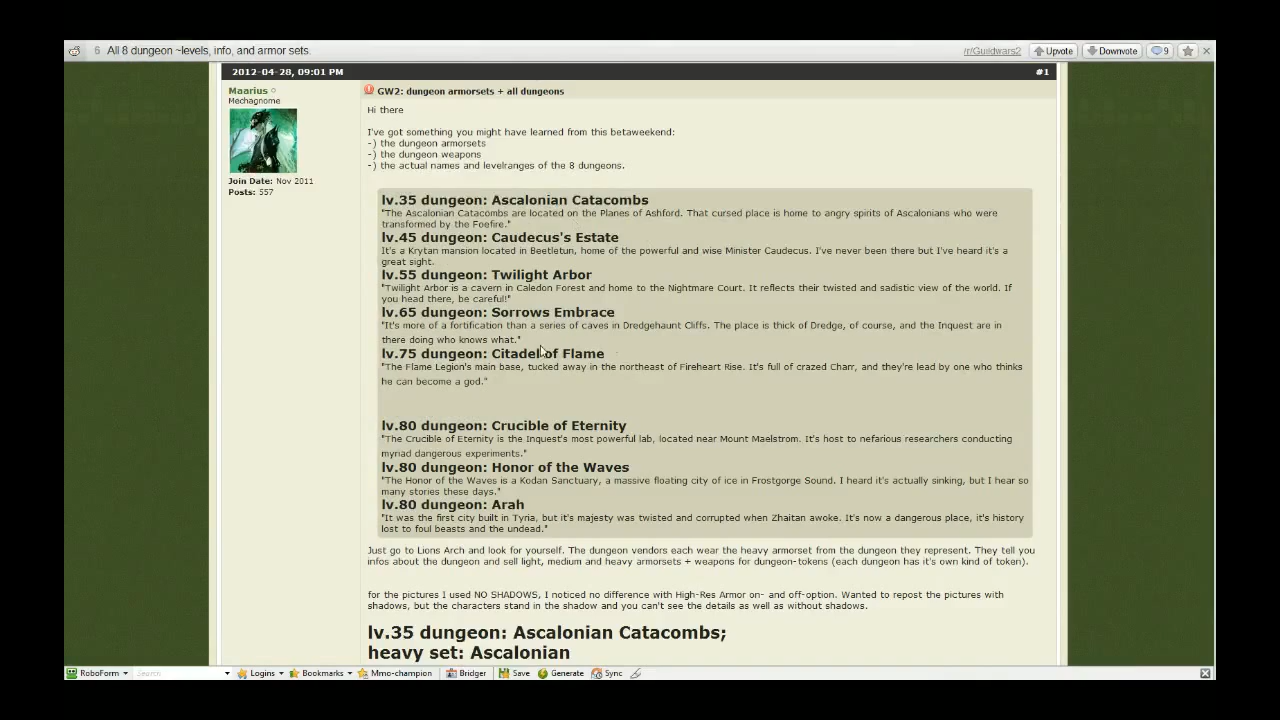 6 All 8 dungeon ~levels, info, and armor sets.
/r/Guildwars2 Upvote Downvote 9
2012-04-28, 09:01 PM #1
Maarius
Mechagnome
Join Date: Nov 2011
Posts: 557
GW2: dungeon armorsets + all dungeons
Hi there
I've got something you might have learned from this betaweekend:
-) the dungeon armorsets
-) the dungeon weapons
-) the actual names and levelranges of the 8 dungeons.
lv.35 dungeon: Ascalonian Catacombs
"The Ascalonian Catacombs are located on the Planes of Ashford. That cursed place is home to angry spirits of Ascalonians who were
transformed by the Foefire."
lv.45 dungeon: Caudecus's Estate
It's a Krytan mansion located in Beetletun, home of the powerful and wise Minister Caudecus. I've never been there but I've heard it's a
great sight.
lv.55 dungeon: Twilight Arbor
"Twilight Arbor is a cavern in Caledon Forest and home to the Nightmare Court. It reflects their twisted and sadistic view of the world. If
you head there, be careful!"
lv.65 dungeon: Sorrows Embrace
"It's more of a fortification than a series of caves in Dredgehaunt Cliffs. The place is thick of Dredge, of course, and the Inquest are in
there doing who knows what."
lv.75 dungeon: Citadel of Flame
"The Flame Legion's main base, tucked away in the northeast of Fireheart Rise. It's full of crazed Charr, and they're lead by one who thinks
he can become a god."
lv.80 dungeon: Crucible of Eternity
"The Crucible of Eternity is the Inquest's most powerful lab, located near Mount Maelstrom. It's host to nefarious researchers conducting
myriad dangerous experiments."
lv.80 dungeon: Honor of the Waves
"The Honor of the Waves is a Kodan Sanctuary, a massive floating city of ice in Frostgorge Sound. I heard it's actually sinking, but I hear so
many stories these days."
lv.80 dungeon: Arah
"It was the first city built in Tyria, but it's majesty was twisted and corrupted when Zhaitan awoke. It's now a dangerous place, it's history
lost to foul beasts and the undead."
Just go to Lions Arch and look for yourself. The dungeon vendors each wear the heavy armorset from the dungeon they represent. They tell you
infos about the dungeon and sell light, medium and heavy armorsets + weapons for dungeon-tokens (each dungeon has it's own kind of token).
for the pictures I used NO SHADOWS, I noticed no difference with High-Res Armor on- and off-option. Wanted to repost the pictures with
shadows, but the characters stand in the shadow and you can't see the details as well as without shadows.
lv.35 dungeon: Ascalonian Catacombs;
heavy set: Ascalonian
RoboForm Search Logins Bookmarks Mmo-champion Bridger Save Generate Sync